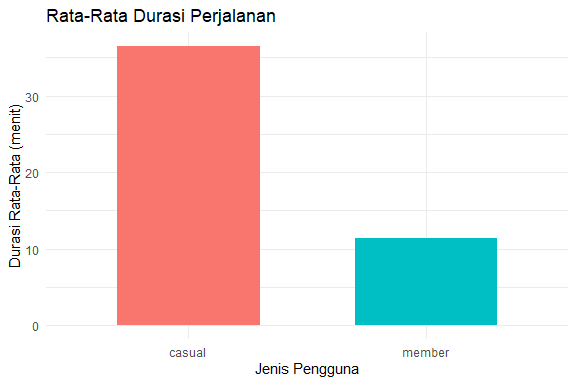 Rata-Rata Durasi Perjalanan
Durasi Rata-Rata (menit)
30
20
10
0
casual
member
Jenis Pengguna